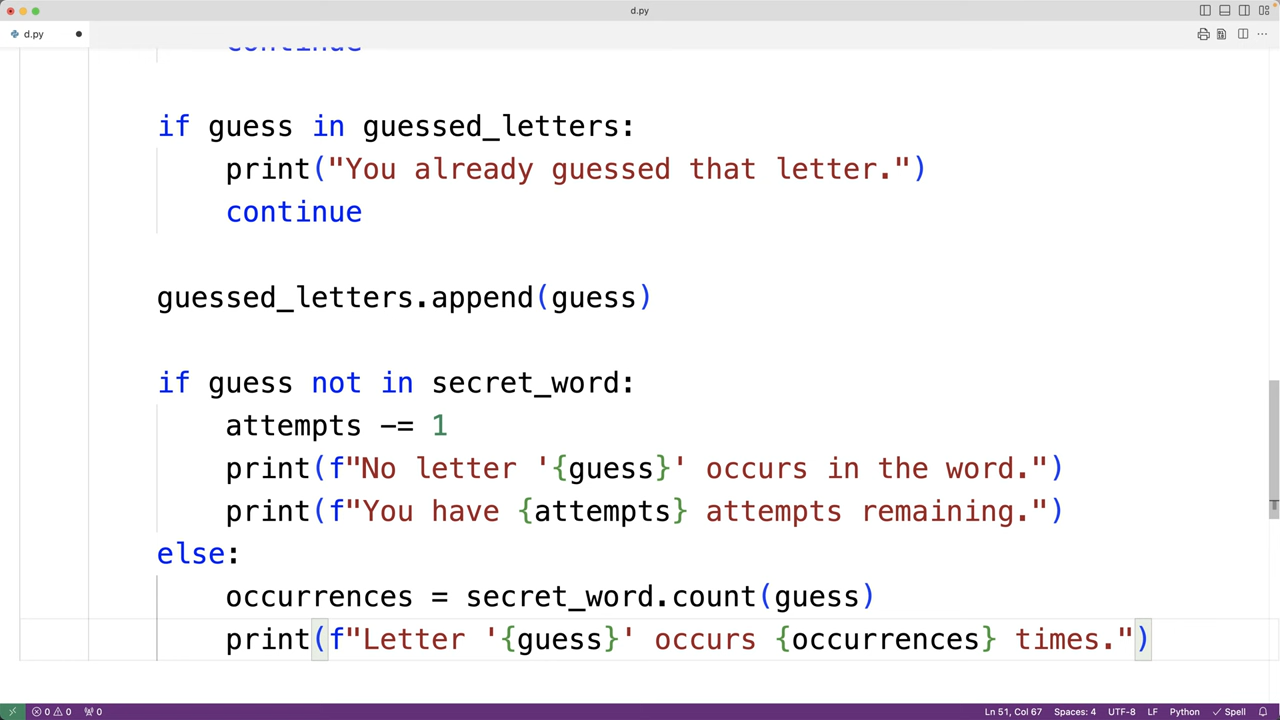 d.py
d.py
continue
if guess in guessed_letters:
print("You already guessed that letter.")
continue
guessed_letters.append(guess)
if guess not in secret_word:
attempts -= 1
print(f"No letter '{guess}' occurs in the word.")
print(f"You have {attempts} attempts remaining.")
else:
occurrences = secret_word.count(guess)
print(f"Letter '{guess}' occurs {occurrences} times.")
0 0 0 Ln 51, Col 67 Spaces: 4 UTF-8 LF Python Spell